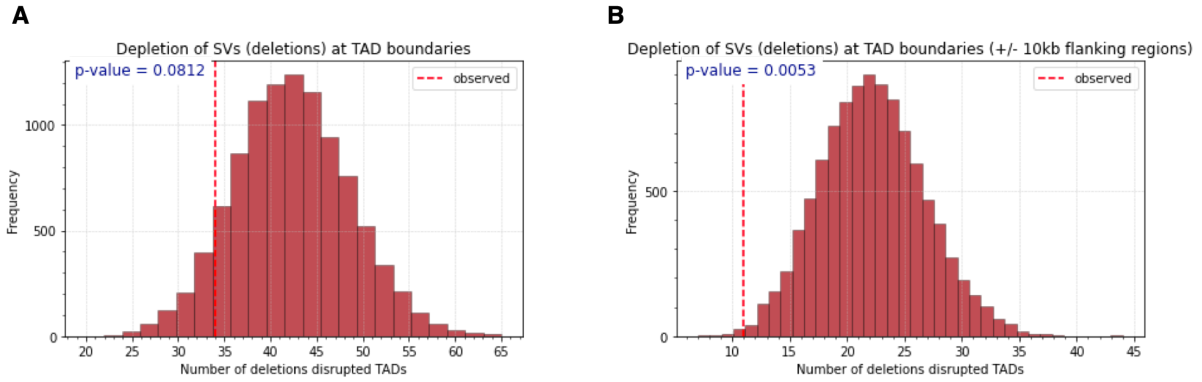 A
Depletion of SVs (deletions) at TAD boundaries
p-value = 0.0812
observed
1000
500
0
Frequency
20 25 30 35 40 45 50 55 60 65
Number of deletions disrupted TADs
B
Depletion of SVs (deletions) at TAD boundaries (+/- 10kb flanking regions)
p-value = 0.0053
observed
500
0
Frequency
10 15 20 25 30 35 40 45
Number of deletions disrupted TADs